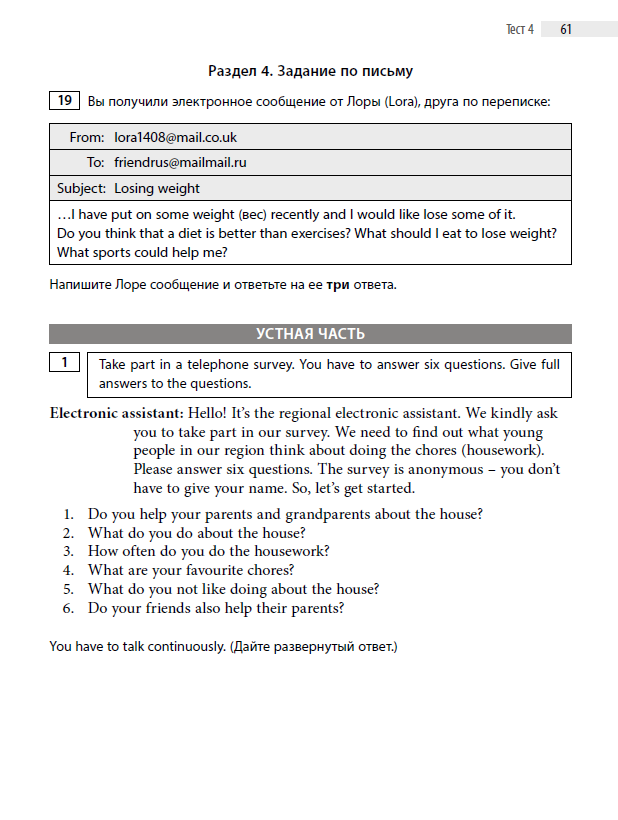 Тест 4 61
Раздел 4. Задание по письму
19 Вы получили электронное сообщение от Лоры (Lora), друга по переписке:
From: lora1408@mail.co.uk
To: friendrus@mailmail.ru
Subject: Losing weight
…I have put on some weight (вес) recently and I would like lose some of it.
Do you think that a diet is better than exercises? What should I eat to lose weight?
What sports could help me?
Напишите Лоре сообщение и ответьте на ее три ответа.
УСТНАЯ ЧАСТЬ
1 Take part in a telephone survey. You have to answer six questions. Give full
answers to the questions.
Electronic assistant: Hello! It’s the regional electronic assistant. We kindly ask
you to take part in our survey. We need to find out what young
people in our region think about doing the chores (housework).
Please answer six questions. The survey is anonymous – you don’t
have to give your name. So, let’s get started.
1. Do you help your parents and grandparents about the house?
2. What do you do about the house?
3. How often do you do the housework?
4. What are your favourite chores?
5. What do you not like doing about the house?
6. Do your friends also help their parents?
You have to talk continuously. (Дайте развернутый ответ.)